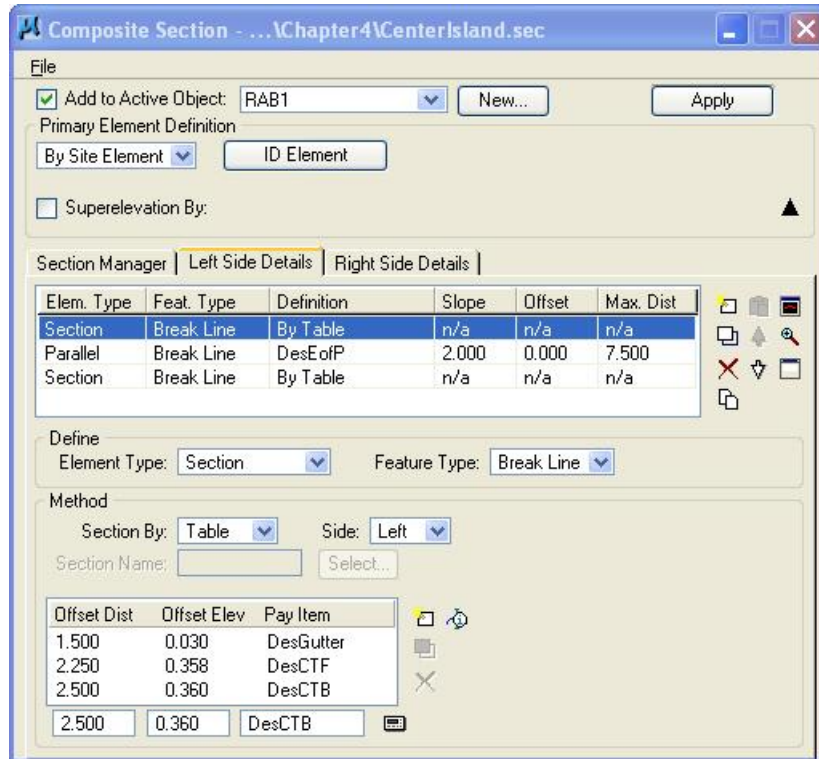 Composite Section - ...\Chapter4\CenterIsland.sec
File
Add to Active Object: RAB1 New... Apply
Primary Element Definition
By Site Element ID Element
Superelevation By:
Section Manager Left Side Details Right Side Details
Elem. Type Feat. Type Definition Slope Offset Max. Dist
Section Break Line By Table n/a n/a n/a
Parallel Break Line DesEofP 2.000 0.000 7.500
Section Break Line By Table n/a n/a n/a
Define
Element Type: Section Feature Type: Break Line
Method
Section By: Table Side: Left
Section Name: Select...
Offset Dist Offset Elev Pay Item
1.500 0.030 DesGutter
2.250 0.358 DesCTF
2.500 0.360 DesCTB
2.500 0.360 DesCTB